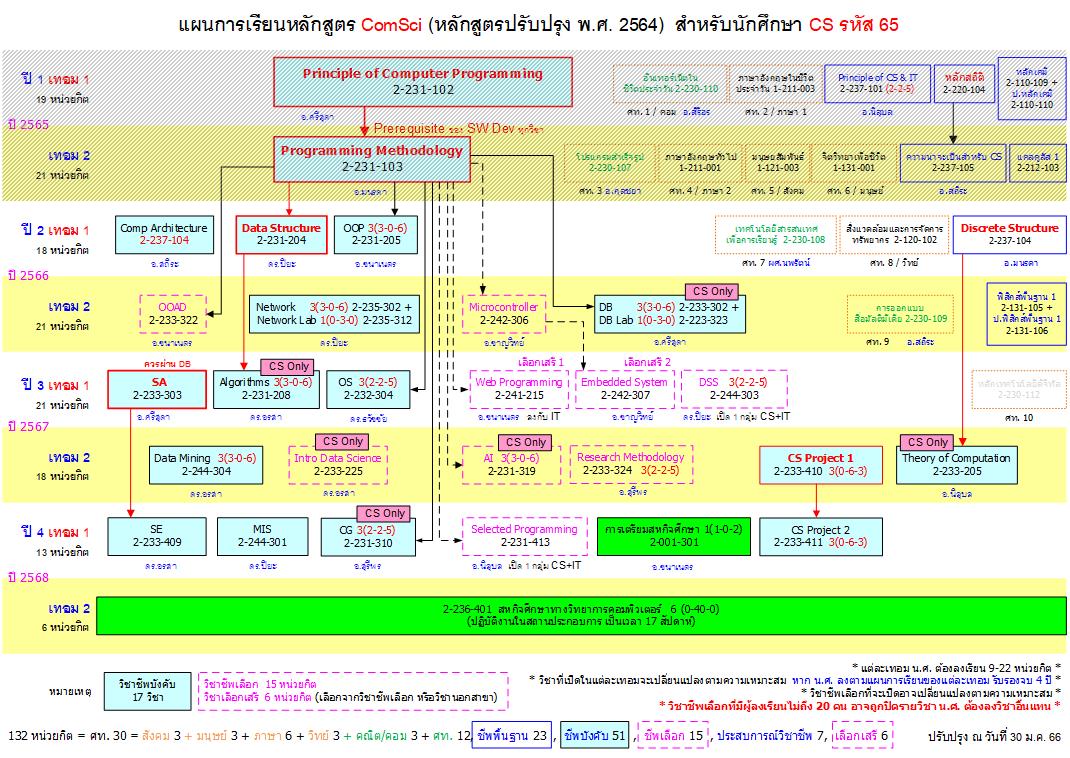 แผนการเรียนหลักสูตร ComSci (หลักสูตรปรับปรุง พ.ศ. 2564) สำหรับนักศึกษา CS รหัส 65
ปี 1 เทอม 1
19 หน่วยกิต
Principle of Computer Programming
2-231-102
อ.ศรีสุดา
อินเทอร์เน็ตใน
ชีวิตประจำวัน 2-230-110
ศท. 1 / คอม อ.สิรอร
ภาษาอังกฤษในชีวิต
ประจำวัน 1-211-003
ศท. 2 / ภาษา 1
Principle of CS & IT
2-237-101 (2-2-5)
อ.นิสุบล
หลักสถิติ
2-220-104
หลักเคมี
2-110-109 +
ป.หลักเคมี
2-110-110
ปี 2565
Prerequisite ของ SW Dev ทุกวิชา
เทอม 2
21 หน่วยกิต
Programming Methodology
2-231-103
อ.มนรดา
โปรแกรมสำเร็จรูป
2-230-107
ศท. 3 อ.กุลชยา
ภาษาอังกฤษทั่วไป
1-211-001
ศท. 4 / ภาษา 2
มนุษยสัมพันธ์
1-121-003
ศท. 5 / สังคม
จิตวิทยาเพื่อชีวิต
1-131-001
ศท. 6 / มนุษย์
ความน่าจะเป็นสำหรับ CS
2-237-105
อ.สถิระ
แคลคูลัส 1
2-212-103
ปี 2 เทอม 1
18 หน่วยกิต
Comp Architecture
2-237-104
อ.สถิระ
Data Structure
2-231-204
ดร.ปิยะ
OOP 3(3-0-6)
2-231-205
อ.ขนาเนตร
เทคโนโลยีสารสนเทศ
เพื่อการเรียนรู้ 2-230-108
ศท. 7 ผศ.นพรัตน์
สิ่งแวดล้อมและการจัดการ
ทรัพยากร 2-120-102
ศท. 8 / วิทย์
Discrete Structure
2-237-104
อ.มนรดา
ปี 2566
เทอม 2
21 หน่วยกิต
OOAD
2-233-322
อ.ขนาเนตร
Network 3(3-0-6) 2-235-302 +
Network Lab 1(0-3-0) 2-235-312
ดร.ปิยะ
Microcontroller
2-242-306
อ.ชาญวิทย์
CS Only
DB 3(3-0-6) 2-233-302 +
DB Lab 1(0-3-0) 2-223-323
อ.ศรีสุดา
การออกแบบ
สื่อมัลติมีเดีย 2-230-109
ศท. 9 อ.สถิระ
ฟิสิกส์พื้นฐาน 1
2-131-105 +
ป.ฟิสิกส์พื้นฐาน 1
2-131-106
ปี 3 เทอม 1
21 หน่วยกิต
ควรผ่าน DB
SA
2-233-303
อ.ศรีสุดา
CS Only
Algorithms 3(3-0-6)
2-231-208
ดร.อรสา
OS 3(2-2-5)
2-232-304
ดร.ธวัชชัย
เลือกเสรี 1
Web Programming
2-241-215
อ.ขนาเนตร ลงกับ IT
เลือกเสรี 2
Embedded System
2-242-307
อ.ชาญวิทย์
DSS 3(2-2-5)
2-244-303
ดร.ปิยะ เปิด 1 กลุ่ม CS+IT
หลักเทคโนโลยีดิจิทัล
2-230-112
ศท. 10
ปี 2567
เทอม 2
18 หน่วยกิต
Data Mining 3(3-0-6)
2-244-304
ดร.อรสา
CS Only
Intro Data Science
2-233-225
ดร.อรสา
CS Only
AI 3(3-0-6)
2-231-319
Research Methodology
2-233-324 3(2-2-5)
อ.สุรีพร
CS Project 1
2-233-410 3(0-6-3)
CS Only
Theory of Computation
2-233-205
อ.นิสุบล
ปี 4 เทอม 1
13 หน่วยกิต
SE
2-233-409
ดร.อรสา
MIS
2-244-301
ดร.ปิยะ
CS Only
CG 3(2-2-5)
2-231-310
อ.สุรีพร
Selected Programming
2-231-413
อ.นิสุบล เปิด 1 กลุ่ม CS+IT
การเตรียมสหกิจศึกษา 1(1-0-2)
2-001-301
อ.ขนาเนตร
CS Project 2
2-233-411 3(0-6-3)
ปี 2568
เทอม 2
6 หน่วยกิต
2-236-401 สหกิจศึกษาทางวิทยาการคอมพิวเตอร์ 6 (0-40-0)
(ปฏิบัติงานในสถานประกอบการ เป็นเวลา 17 สัปดาห์)
หมายเหตุ
วิชาชีพบังคับ
17 วิชา
วิชาชีพเลือก 15 หน่วยกิต
วิชาเลือกเสรี 6 หน่วยกิต (เลือกจากวิชาชีพเลือก หรือวิชานอกสาขา)
* แต่ละเทอม น.ศ. ต้องลงเรียน 9-22 หน่วยกิต *
* วิชาที่เปิดในแต่ละเทอมจะเปลี่ยนแปลงตามความเหมาะสม หาก น.ศ. ลงตามแผนการเรียนของแต่ละเทอม รับรองจบ 4 ปี *
* วิชาชีพเลือกที่จะเปิดอาจเปลี่ยนแปลงตามความเหมาะสม *
* วิชาชีพเลือกที่มีผู้ลงเรียนไม่ถึง 20 คน อาจถูกปิดรายวิชา น.ศ. ต้องลงวิชาอื่นแทน *
132 หน่วยกิต = ศท. 30 = สังคม 3 + มนุษย์ 3 + ภาษา 6 + วิทย์ 3 + คณิต/คอม 3 + ศท. 12, ชีพพื้นฐาน 23 , ชีพบังคับ 51 , ชีพเลือก 15 , ประสบการณ์วิชาชีพ 7, เลือกเสรี 6
ปรับปรุง ณ วันที่ 30 ม.ค. 66